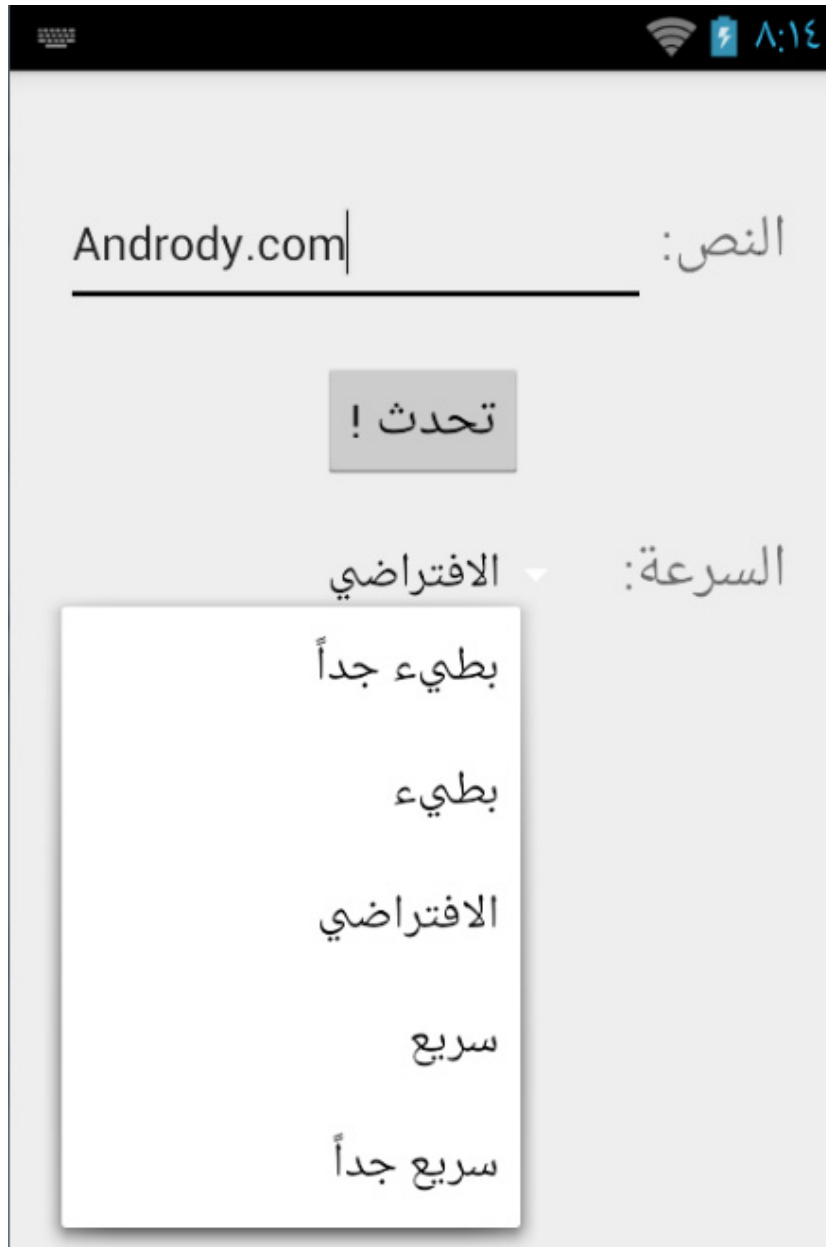 ٨:١٤
النص: Andrody.com
تحدث !
السرعة: الافتراضي
بطيء جداً
بطيء
الافتراضي
سريع
سريع جداً